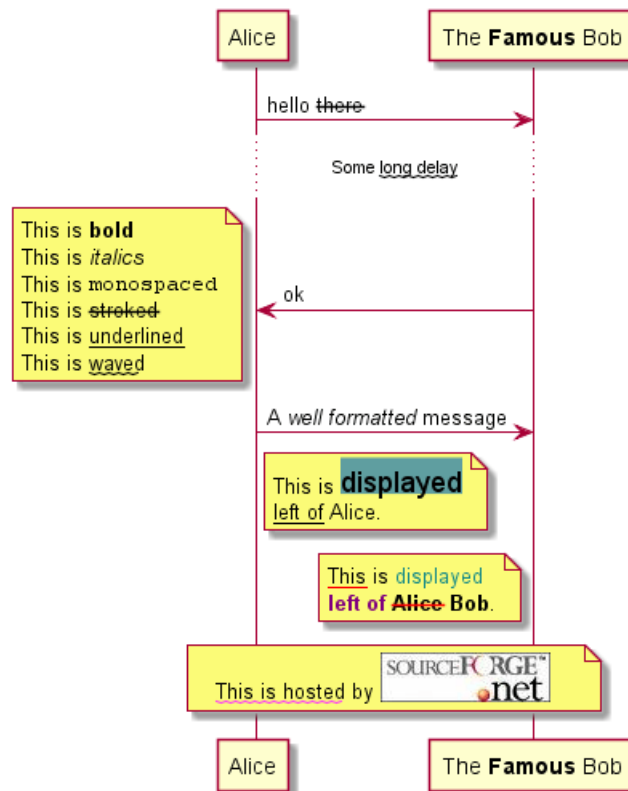 Alice
The Famous Bob
hello there
Some long delay
This is bold
This is italics
This is monospaced
This is stroked
This is underlined
This is waved
ok
A well formatted message
This is displayed
left of Alice.
This is displayed
left of Alice Bob.
This is hosted by SOURCEFORGE™ .net
Alice
The Famous Bob